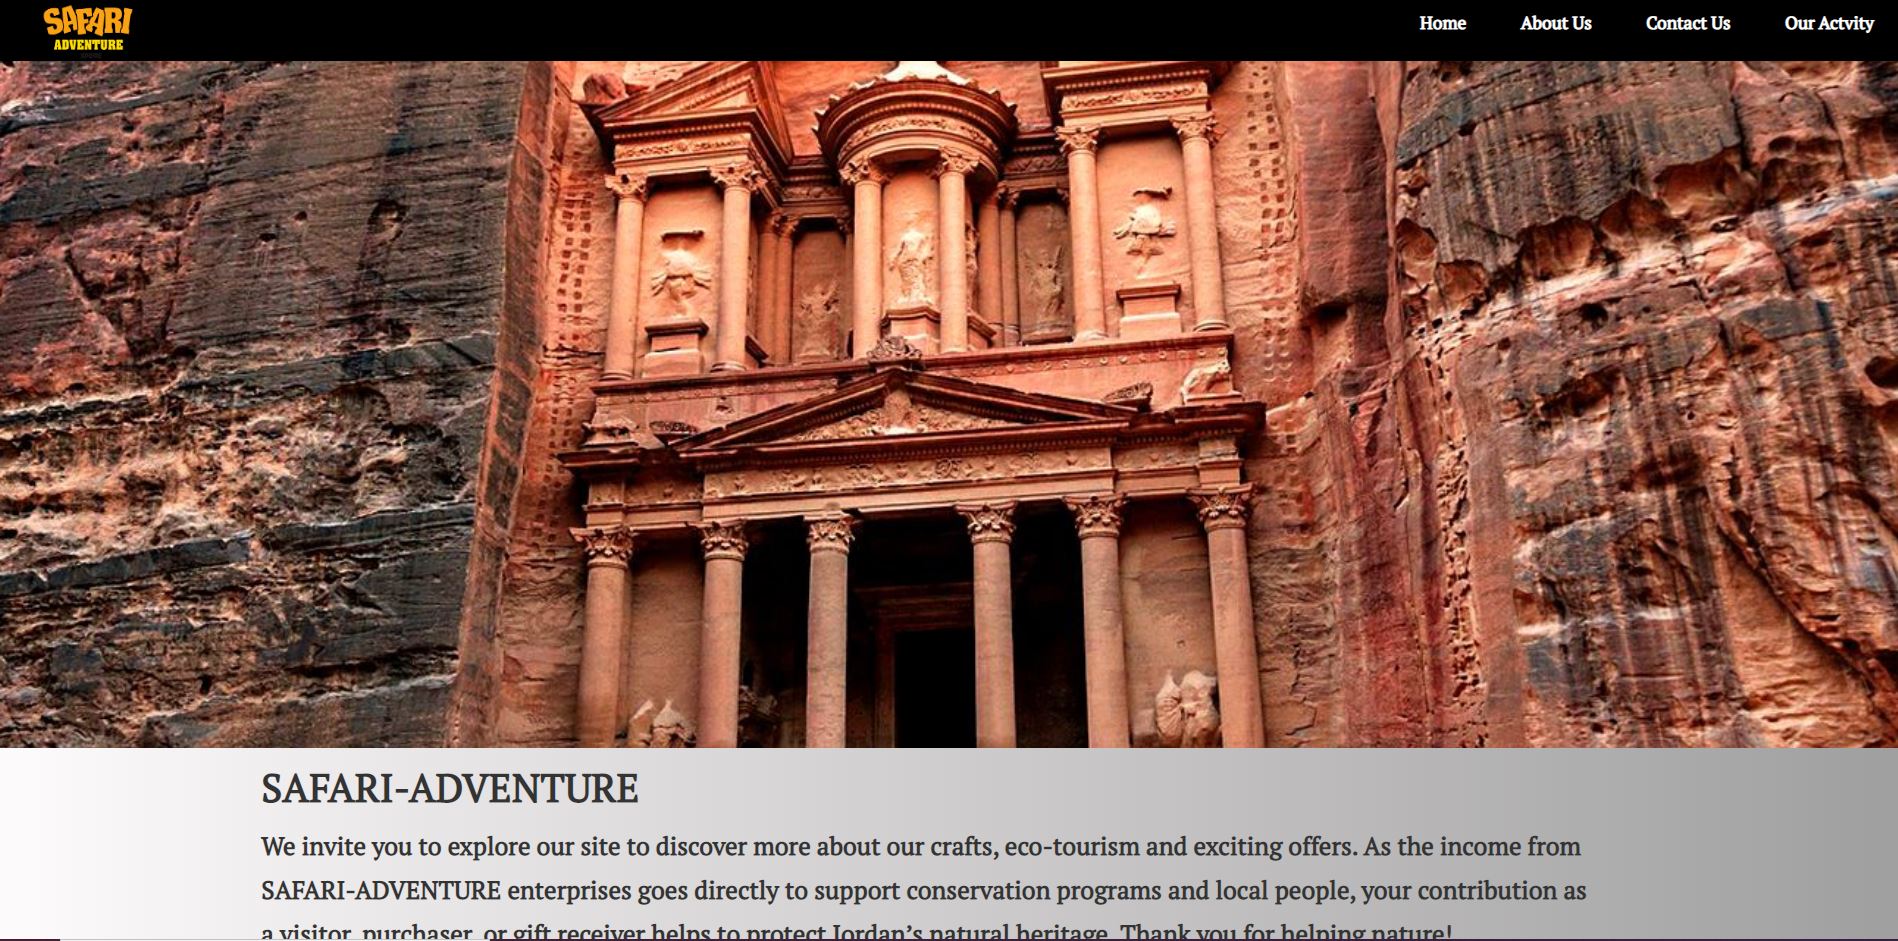 SAFARI
ADVENTURE
Home About Us Contact Us Our Actvity
SAFARI-ADVENTURE
We invite you to explore our site to discover more about our crafts, eco-tourism and exciting offers. As the income from
SAFARI-ADVENTURE enterprises goes directly to support conservation programs and local people, your contribution as
a visitor, purchaser, or gift receiver helps to protect Jordan’s natural heritage. Thank you for helping nature!